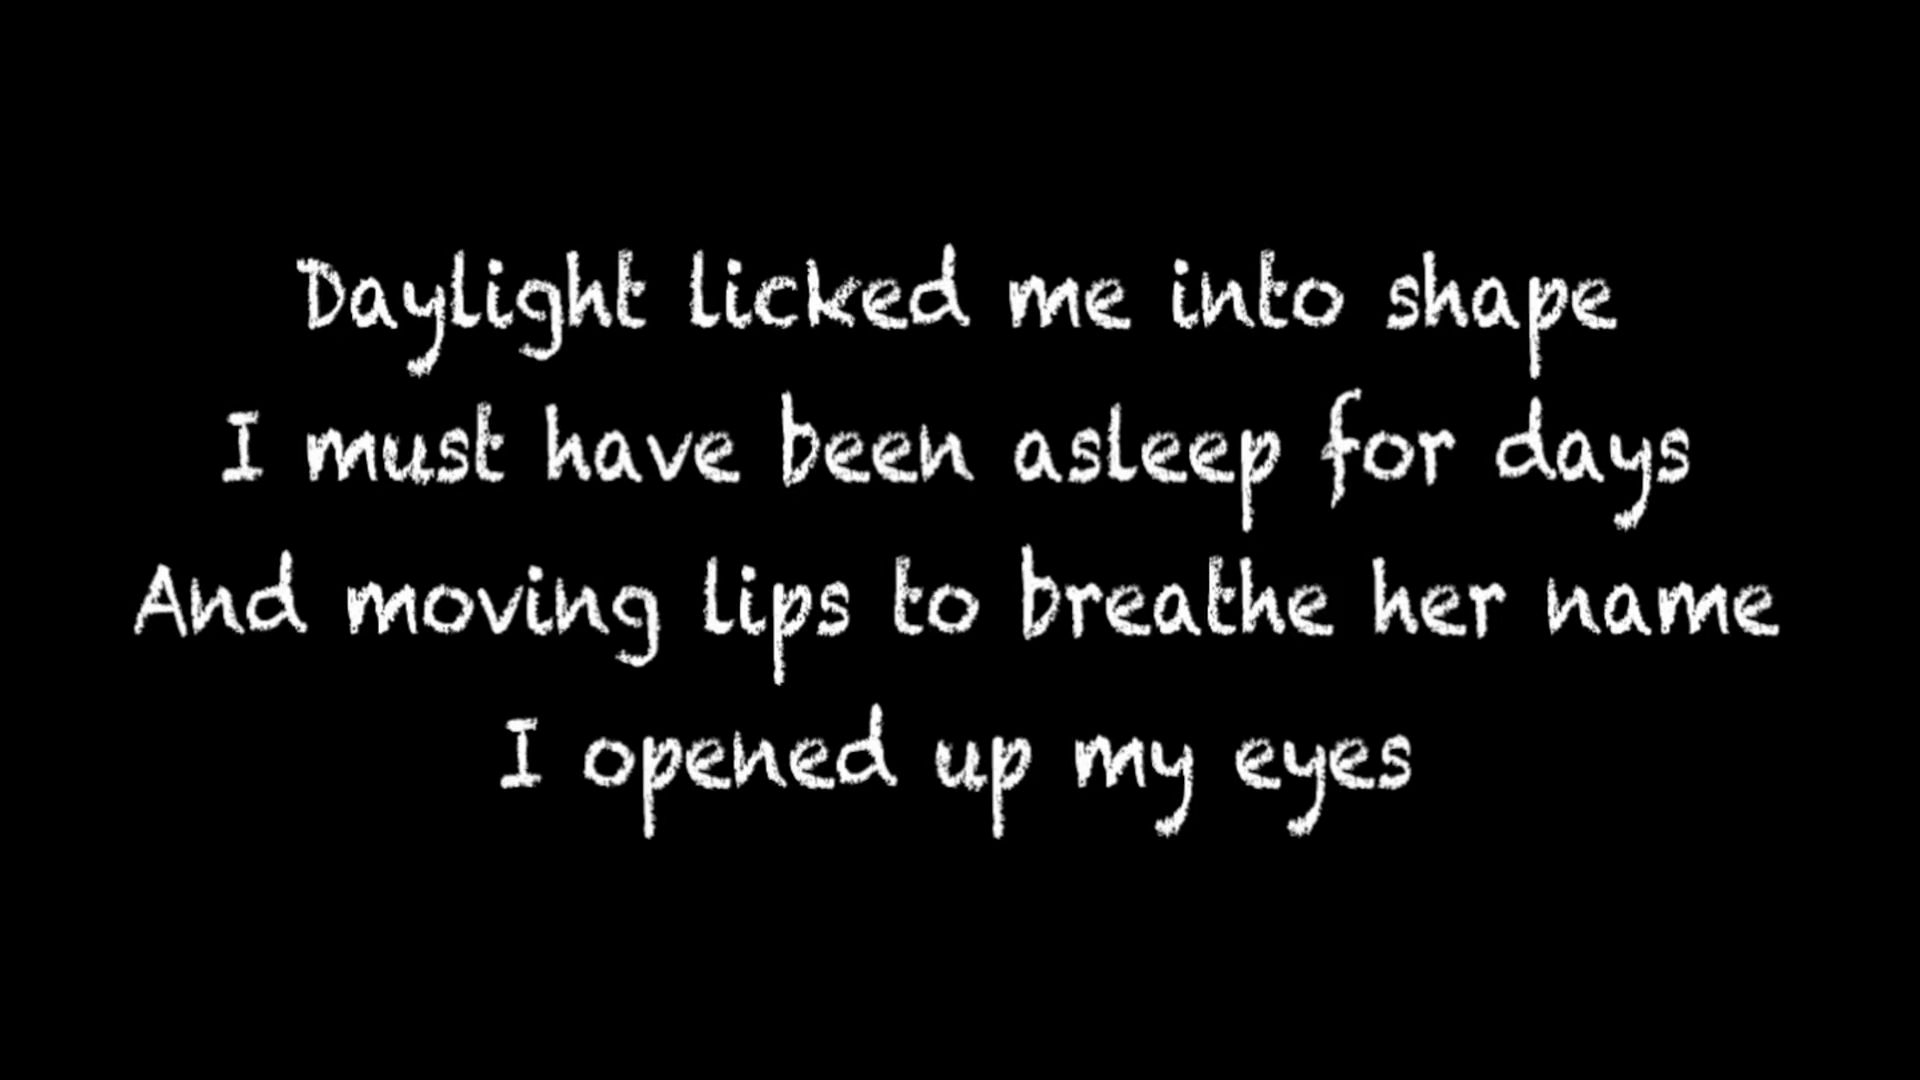 Daylight licked me into shape
I must have been asleep for days
And moving lips to breathe her name
I opened up my eyes